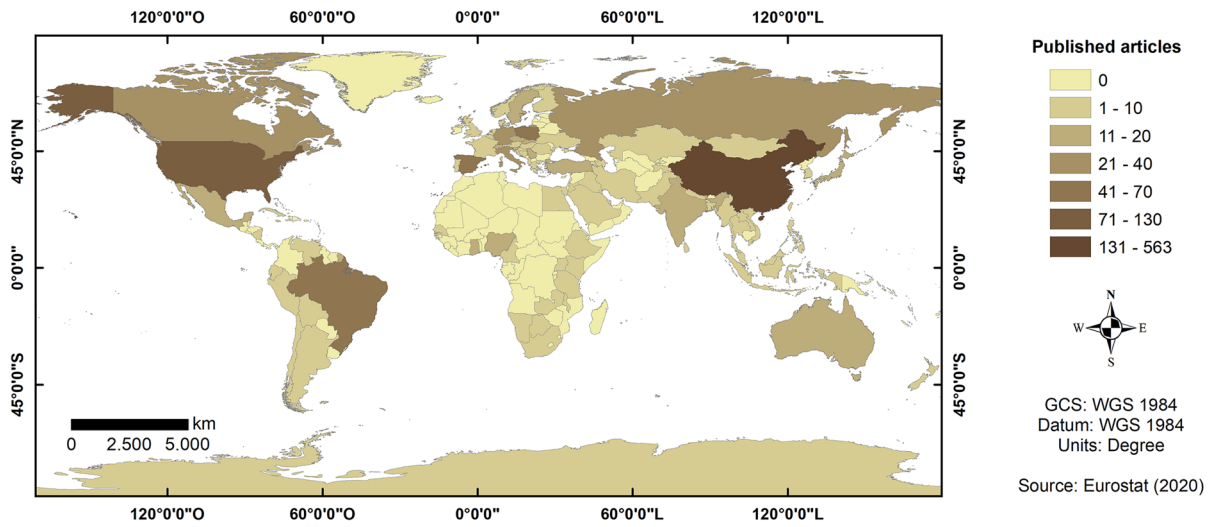 120°0'0"O 60°0'0"O 0°0'0" 60°0'0"L 120°0'0"L
45°0'0"N
0°0'0"
45°0'0"S
45°0'0"N
0°0'0"
45°0'0"S
km
0 2.500 5.000
120°0'0"O 60°0'0"O 0°0'0" 60°0'0"L 120°0'0"L
Published articles
0
1 - 10
11 - 20
21 - 40
41 - 70
71 - 130
131 - 563
N
W E
S
GCS: WGS 1984
Datum: WGS 1984
Units: Degree
Source: Eurostat (2020)